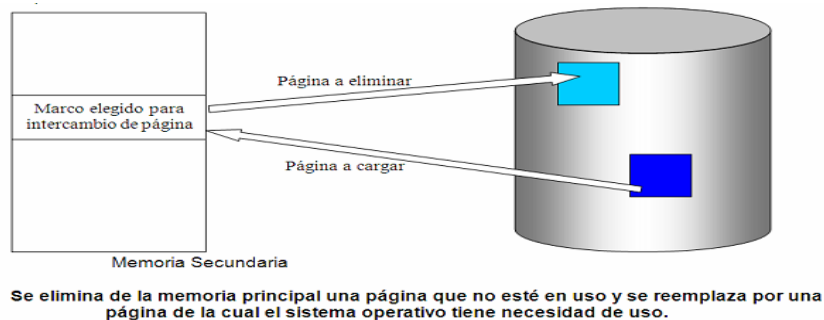 Página a eliminar
Marco elegido para
intercambio de página
Página a cargar
Memoria Secundaria
Se elimina de la memoria principal una página que no esté en uso y se reemplaza por una
página de la cual el sistema operativo tiene necesidad de uso.